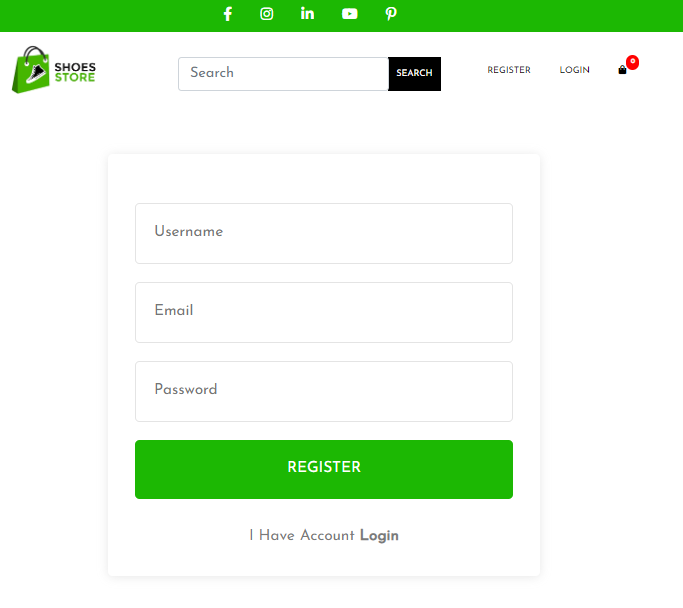 SHOES
STORE
Search
SEARCH
REGISTER
LOGIN
0
Username
Email
Password
REGISTER
I Have Account Login